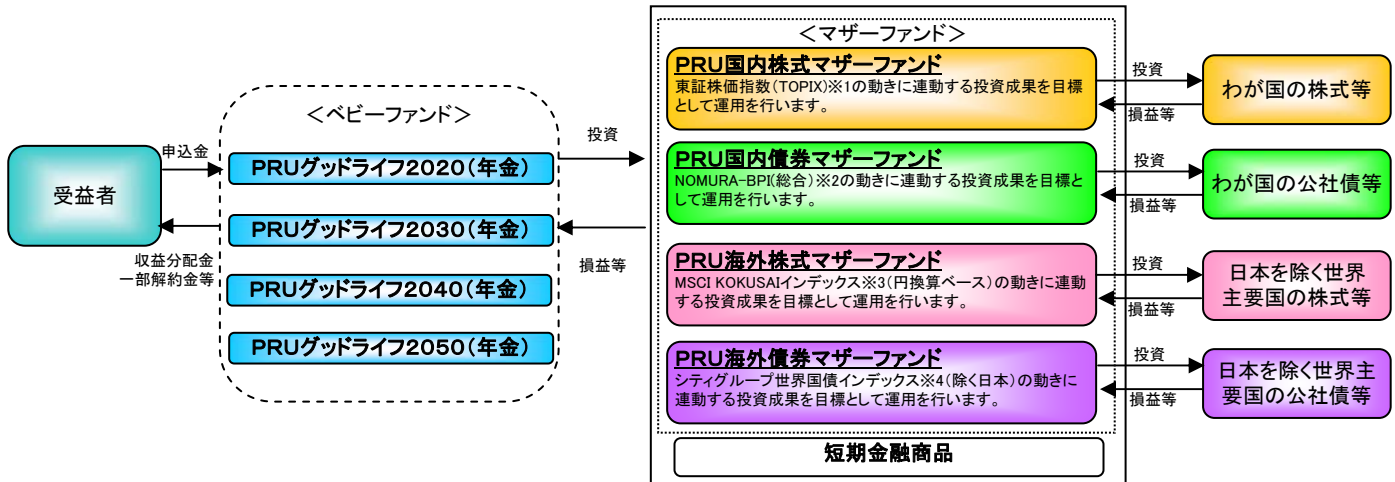 受益者
申込金
収益分配金
一部解約金等
＜ベビーファンド＞
PRUグッドライフ2020（年金）
PRUグッドライフ2030（年金）
PRUグッドライフ2040（年金）
PRUグッドライフ2050（年金）
投資
損益等
＜マザーファンド＞
PRU国内株式マザーファンド
東証株価指数（TOPIX）※1の動きに連動する投資成果を目標
として運用を行います。
投資
損益等
わが国の株式等
PRU国内債券マザーファンド
NOMURA-BPI(総合）※2の動きに連動する投資成果を目標と
して運用を行います。
投資
損益等
わが国の公社債等
PRU海外株式マザーファンド
MSCI KOKUSAIインデックス※3（円換算ベース）の動きに連動
する投資成果を目標として運用を行います。
投資
損益等
日本を除く世界
主要国の株式等
PRU海外債券マザーファンド
シティグループ世界国債インデックス※4（除く日本）の動きに
連動する投資成果を目標として運用を行います。
投資
損益等
日本を除く世界主
要国の公社債等
短期金融商品